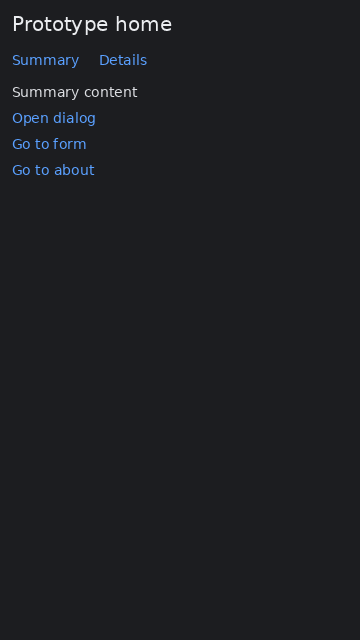 Prototype home
Summary Details
Summary content
Open dialog
Go to form
Go to about